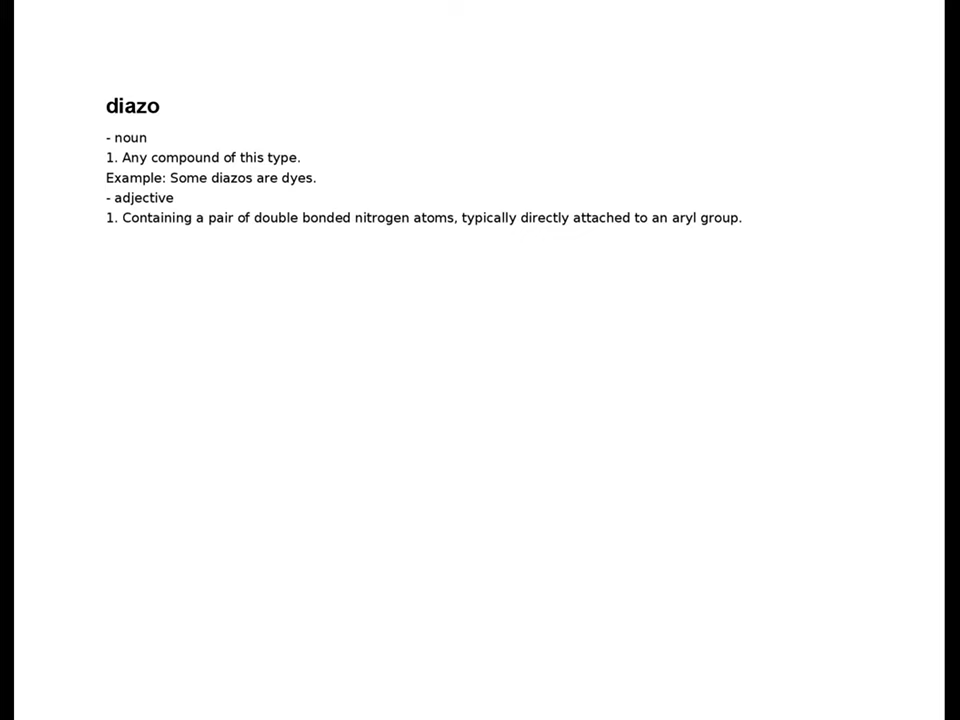 diazo
- noun
1. Any compound of this type.
Example: Some diazos are dyes.
- adjective
1. Containing a pair of double bonded nitrogen atoms, typically directly attached to an aryl group.